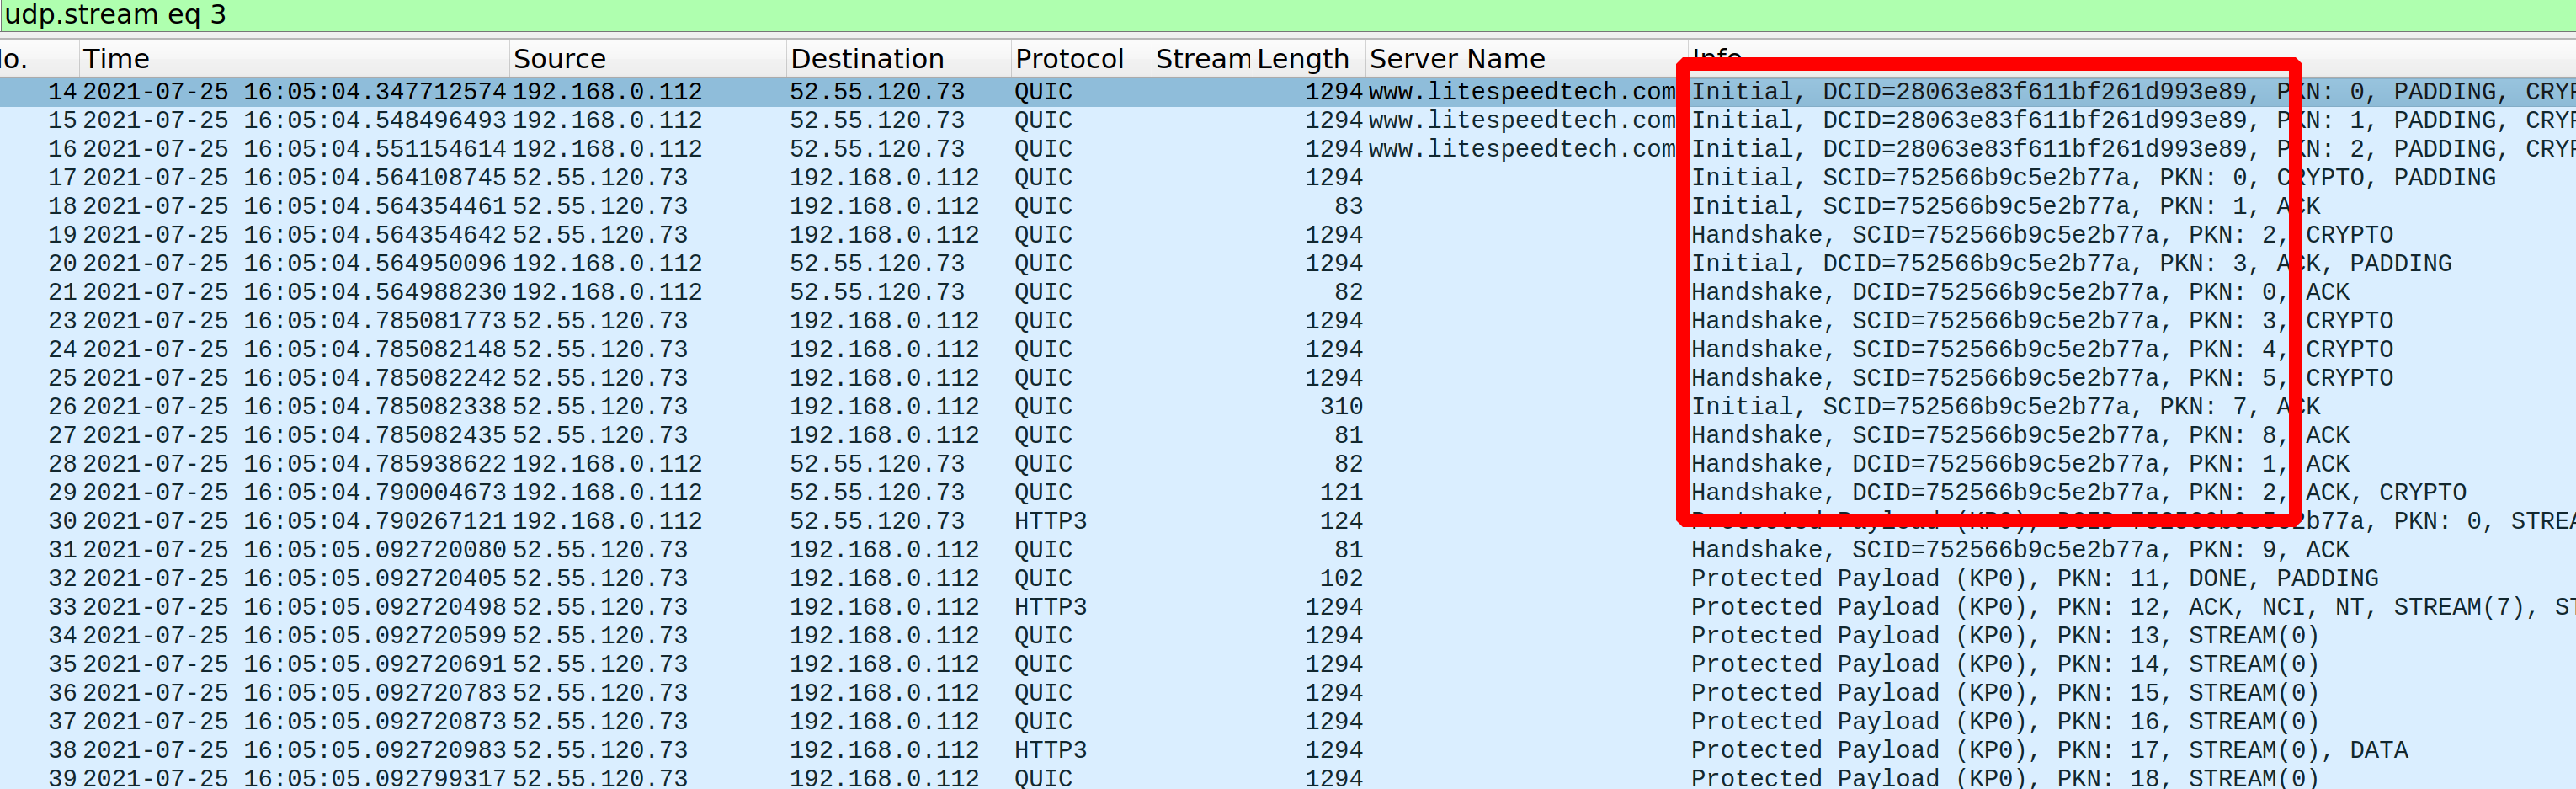 udp.stream eq 3
o. Time Source Destination Protocol Stream Length Server Name Info
14 2021-07-25 16:05:04.347712574 192.168.0.112 52.55.120.73 QUIC 1294 www.litespeedtech.com Initial, DCID=28063e83f611bf261d993e89, PKN: 0, PADDING, CRYP
15 2021-07-25 16:05:04.548496493 192.168.0.112 52.55.120.73 QUIC 1294 www.litespeedtech.com Initial, DCID=28063e83f611bf261d993e89, PKN: 1, PADDING, CRYP
16 2021-07-25 16:05:04.551154614 192.168.0.112 52.55.120.73 QUIC 1294 www.litespeedtech.com Initial, DCID=28063e83f611bf261d993e89, PKN: 2, PADDING, CRYP
17 2021-07-25 16:05:04.564108745 52.55.120.73 192.168.0.112 QUIC 1294 Initial, SCID=752566b9c5e2b77a, PKN: 0, CRYPTO, PADDING
18 2021-07-25 16:05:04.564354461 52.55.120.73 192.168.0.112 QUIC 83 Initial, SCID=752566b9c5e2b77a, PKN: 1, ACK
19 2021-07-25 16:05:04.564354642 52.55.120.73 192.168.0.112 QUIC 1294 Handshake, SCID=752566b9c5e2b77a, PKN: 2, CRYPTO
20 2021-07-25 16:05:04.564950096 192.168.0.112 52.55.120.73 QUIC 1294 Initial, DCID=752566b9c5e2b77a, PKN: 3, ACK, PADDING
21 2021-07-25 16:05:04.564988230 192.168.0.112 52.55.120.73 QUIC 82 Handshake, DCID=752566b9c5e2b77a, PKN: 0, ACK
23 2021-07-25 16:05:04.785081773 52.55.120.73 192.168.0.112 QUIC 1294 Handshake, SCID=752566b9c5e2b77a, PKN: 3, CRYPTO
24 2021-07-25 16:05:04.785082148 52.55.120.73 192.168.0.112 QUIC 1294 Handshake, SCID=752566b9c5e2b77a, PKN: 4, CRYPTO
25 2021-07-25 16:05:04.785082242 52.55.120.73 192.168.0.112 QUIC 1294 Handshake, SCID=752566b9c5e2b77a, PKN: 5, CRYPTO
26 2021-07-25 16:05:04.785082338 52.55.120.73 192.168.0.112 QUIC 310 Initial, SCID=752566b9c5e2b77a, PKN: 7, ACK
27 2021-07-25 16:05:04.785082435 52.55.120.73 192.168.0.112 QUIC 81 Handshake, SCID=752566b9c5e2b77a, PKN: 8, ACK
28 2021-07-25 16:05:04.785938622 192.168.0.112 52.55.120.73 QUIC 82 Handshake, DCID=752566b9c5e2b77a, PKN: 1, ACK
29 2021-07-25 16:05:04.790004673 192.168.0.112 52.55.120.73 QUIC 121 Handshake, DCID=752566b9c5e2b77a, PKN: 2, ACK, CRYPTO
30 2021-07-25 16:05:04.790267121 192.168.0.112 52.55.120.73 HTTP3 124 Protected Payload (KP0), DCID=752566b9c5e2b77a, PKN: 0, STREA
31 2021-07-25 16:05:05.092720080 52.55.120.73 192.168.0.112 QUIC 81 Handshake, SCID=752566b9c5e2b77a, PKN: 9, ACK
32 2021-07-25 16:05:05.092720405 52.55.120.73 192.168.0.112 QUIC 102 Protected Payload (KP0), PKN: 11, DONE, PADDING
33 2021-07-25 16:05:05.092720498 52.55.120.73 192.168.0.112 HTTP3 1294 Protected Payload (KP0), PKN: 12, ACK, NCI, NT, STREAM(7), ST
34 2021-07-25 16:05:05.092720599 52.55.120.73 192.168.0.112 QUIC 1294 Protected Payload (KP0), PKN: 13, STREAM(0)
35 2021-07-25 16:05:05.092720691 52.55.120.73 192.168.0.112 QUIC 1294 Protected Payload (KP0), PKN: 14, STREAM(0)
36 2021-07-25 16:05:05.092720783 52.55.120.73 192.168.0.112 QUIC 1294 Protected Payload (KP0), PKN: 15, STREAM(0)
37 2021-07-25 16:05:05.092720873 52.55.120.73 192.168.0.112 QUIC 1294 Protected Payload (KP0), PKN: 16, STREAM(0)
38 2021-07-25 16:05:05.092720983 52.55.120.73 192.168.0.112 HTTP3 1294 Protected Payload (KP0), PKN: 17, STREAM(0), DATA
39 2021-07-25 16:05:05.092799317 52.55.120.73 192.168.0.112 QUIC 1294 Protected Payload (KP0), PKN: 18, STREAM(0)